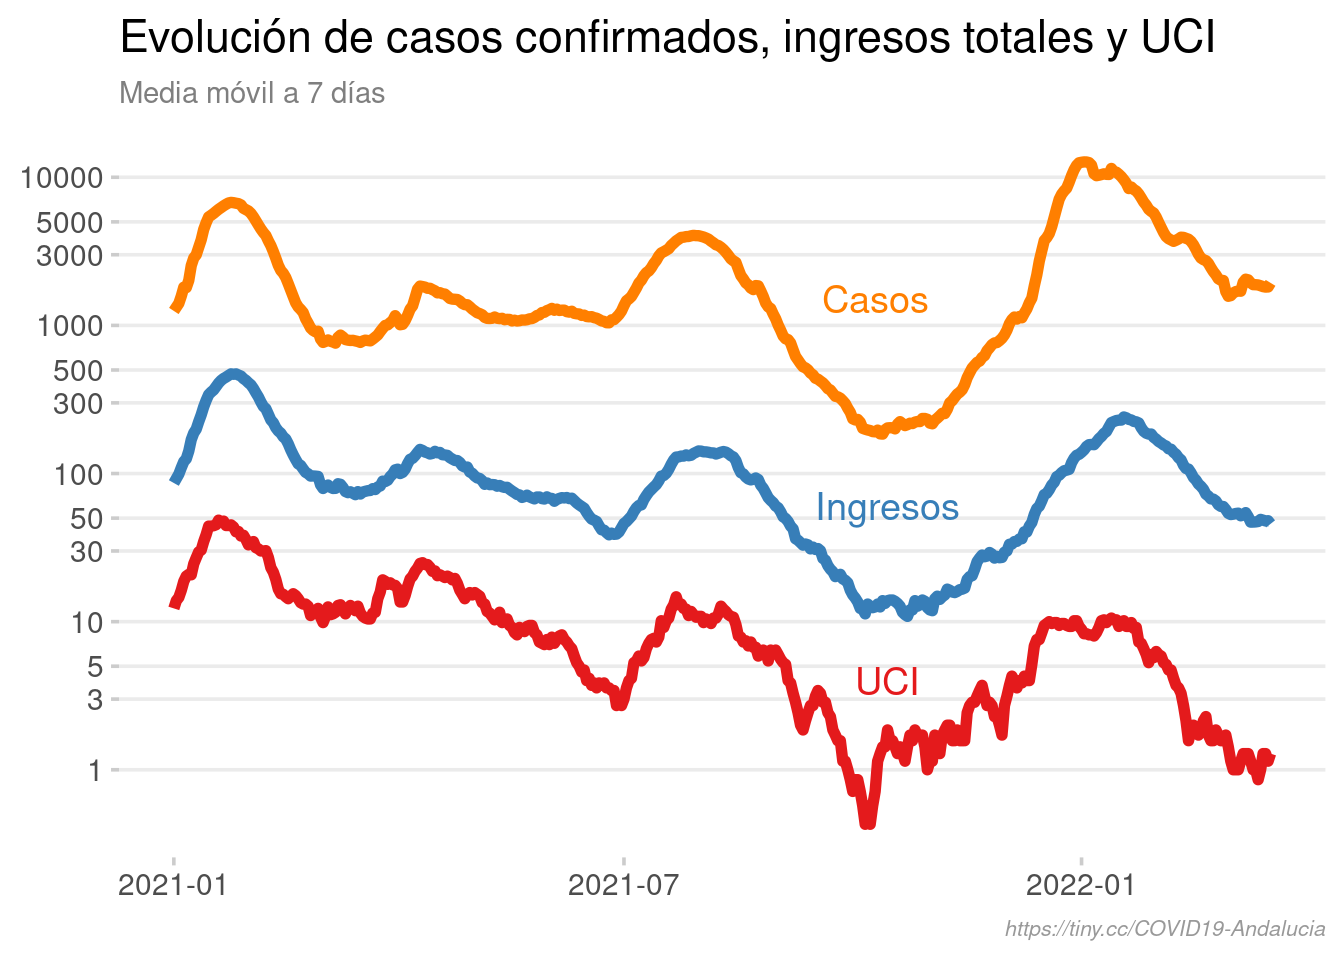 Evolución de casos confirmados, ingresos totales y UCI
Media móvil a 7 días
10000
5000
3000
1000
500
300
100
50
30
10
5
3
1
Casos
Ingresos
UCI
2021-01
2021-07
2022-01
https://tiny.cc/COVID19-Andalucia